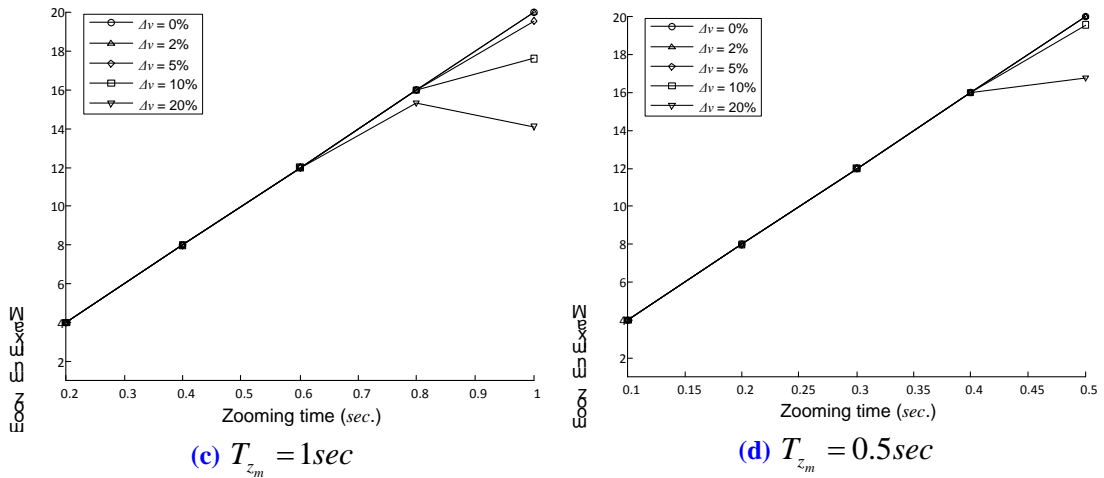 20
18
16
14
12
10
8
6
4
2
Δv = 0%
Δv = 2%
Δv = 5%
Δv = 10%
Δv = 20%
0.2 0.3 0.4 0.5 0.6 0.7 0.8 0.9 1
Zooming time (sec.)
Maximum zoom
(c) T_{z_m} = 1sec
20
18
16
14
12
10
8
6
4
2
Δv = 0%
Δv = 2%
Δv = 5%
Δv = 10%
Δv = 20%
0.1 0.15 0.2 0.25 0.3 0.35 0.4 0.45 0.5
Zooming time (sec.)
Maximum zoom
(d) T_{z_m} = 0.5sec